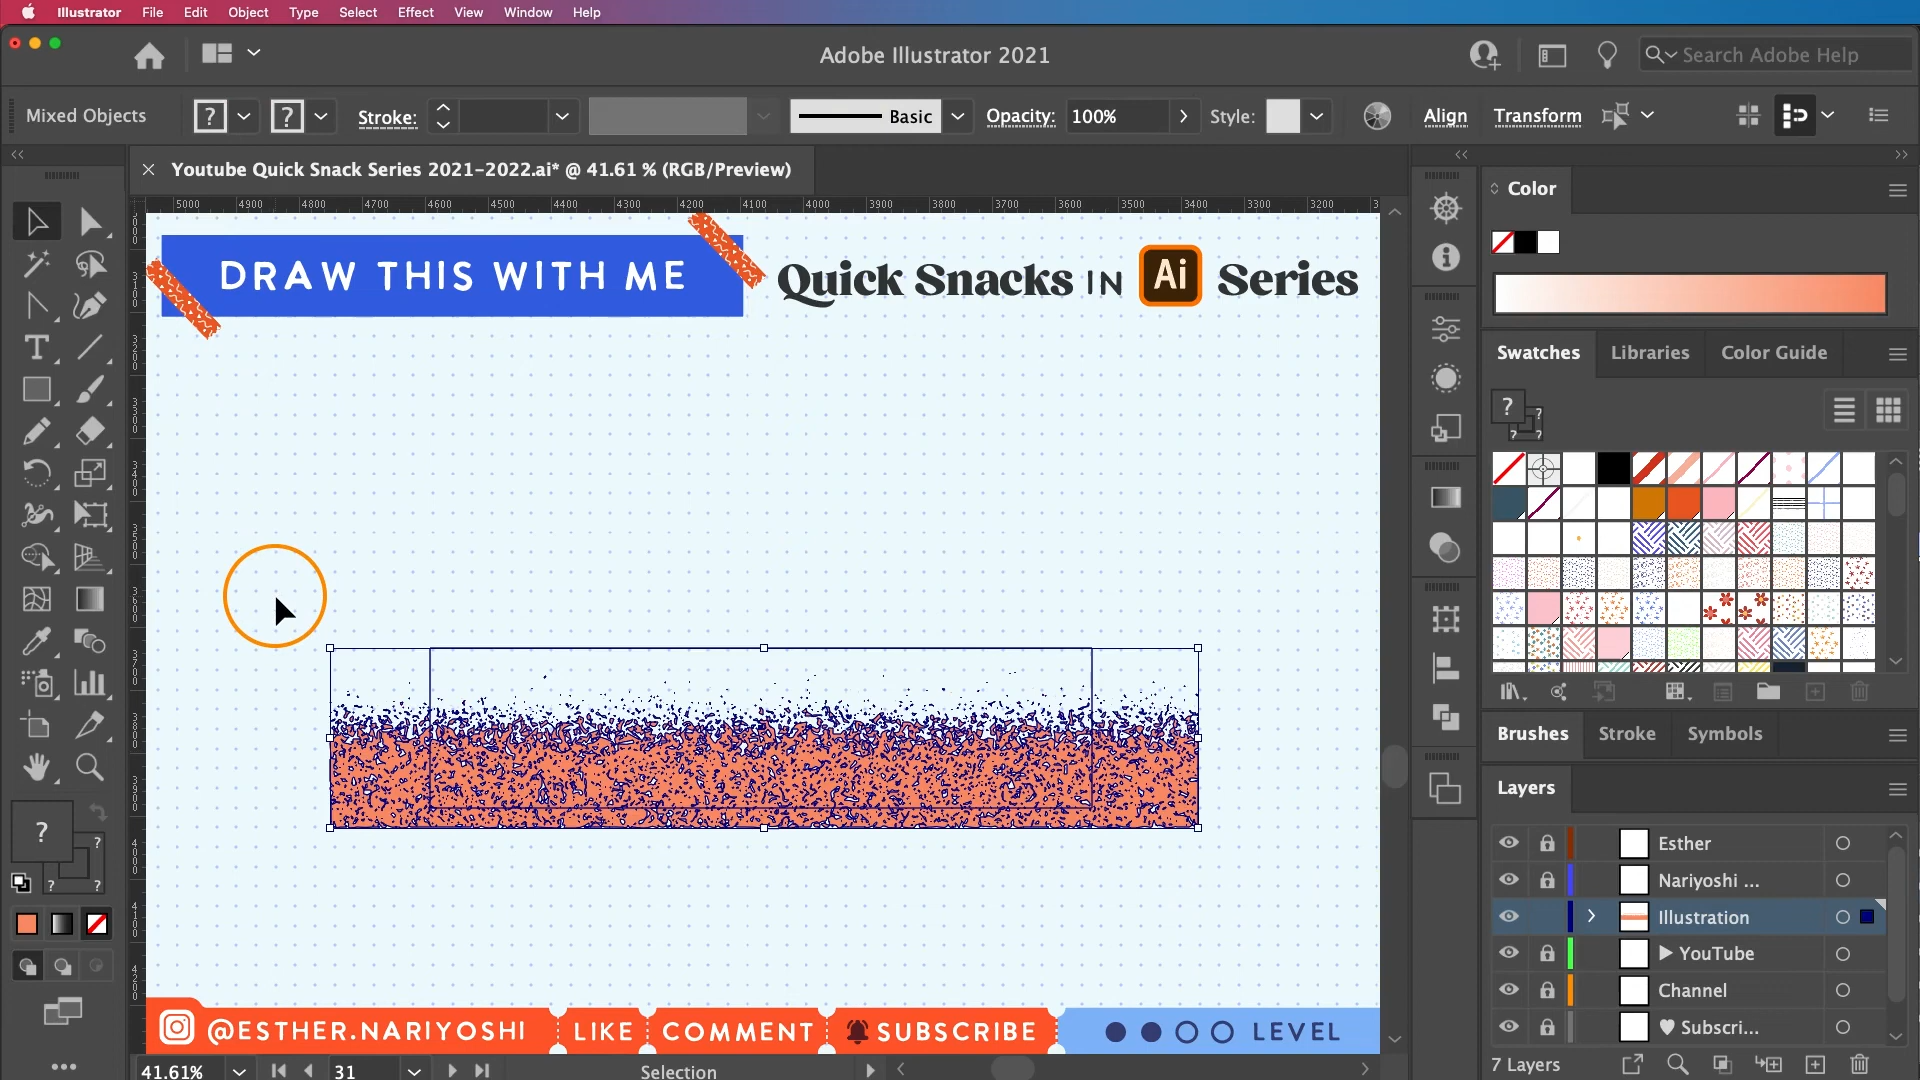 Illustrator File Edit Object Type Select Effect View Window Help
Adobe Illustrator 2021
Search Adobe Help
Mixed Objects ? ? Stroke: Basic Opacity: 100% Style: Align Transform
Youtube Quick Snack Series 2021-2022.ai* @ 41.61 % (RGB/Preview)
5000 4900 4800 4700 4600 4500 4400 4300 4200 4100 4000 3900 3800 3700 3600 3500 3400 3300 3200 3
DRAW THIS WITH ME
Quick Snacks IN Ai Series
@ESTHER.NARIYOSHI LIKE COMMENT SUBSCRIBE LEVEL
41.61% 31 Selection
Color
Swatches Libraries Color Guide
?
?
? ?
Brushes Stroke Symbols
Layers
Esther
Nariyoshi ...
Illustration
▶ YouTube
Channel
♥ Subscri...
7 Layers
?
?
? ?